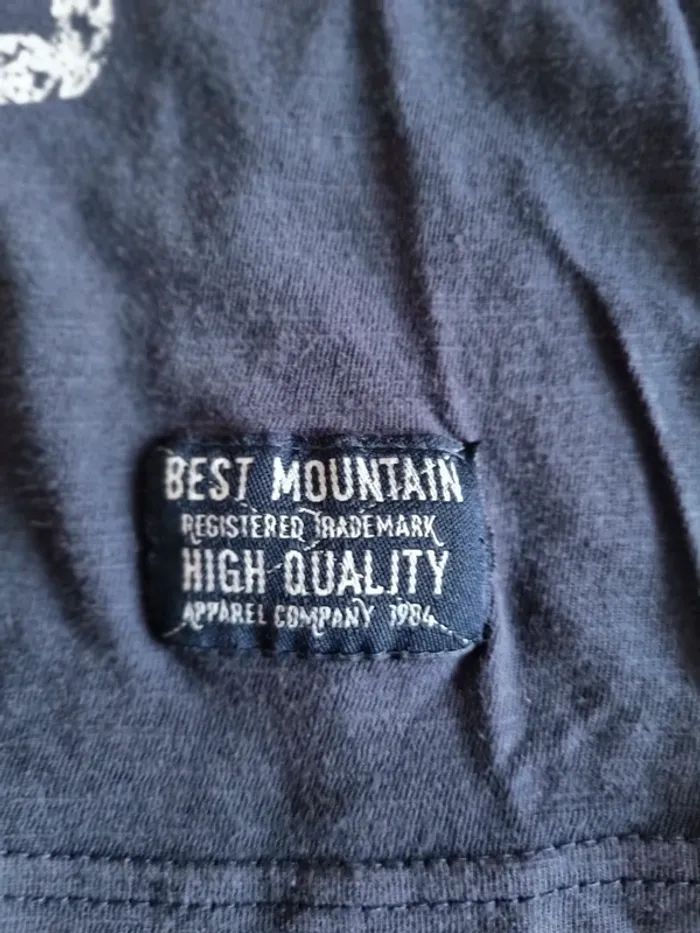 BEST MOUNTAIN
REGISTERED TRADEMARK
HIGH QUALITY
APPAREL COMPANY 1984